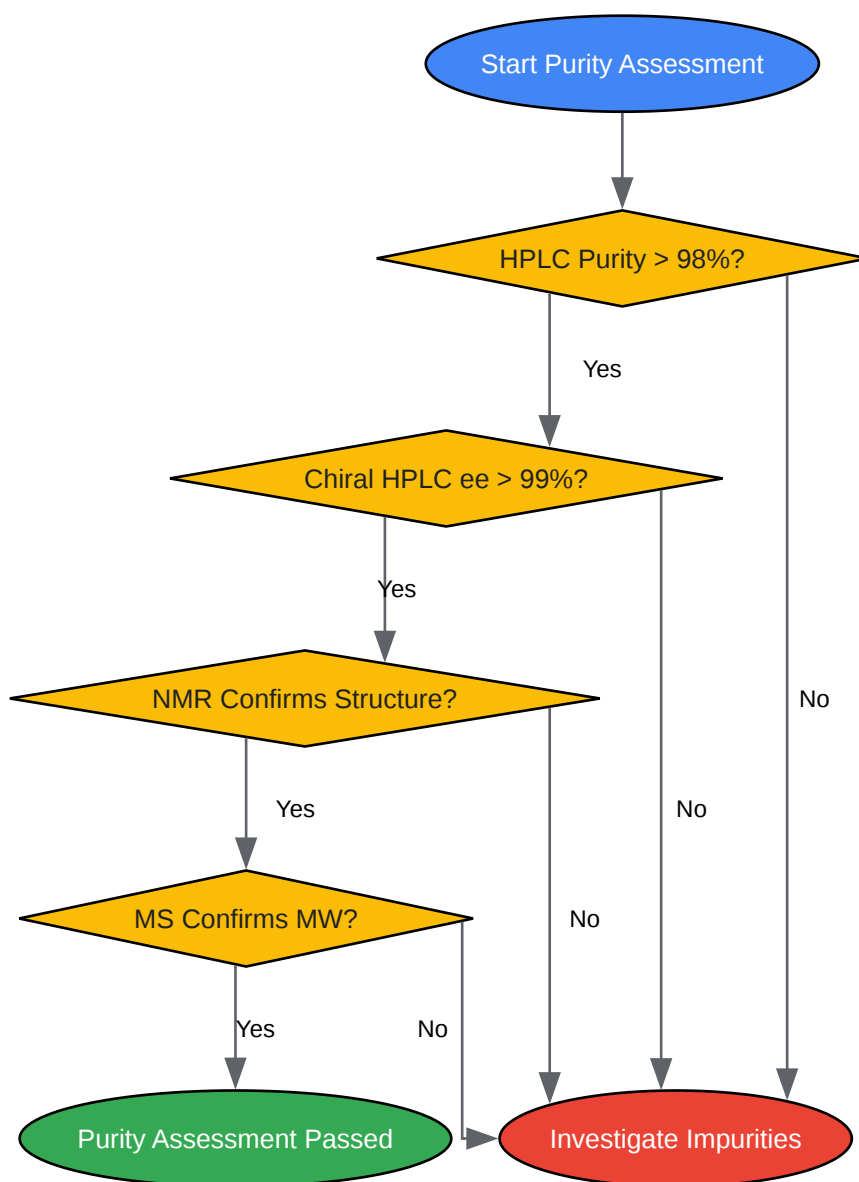 Start Purity Assessment
HPLC Purity > 98%?
Yes
Chiral HPLC ee > 99%?
Yes
NMR Confirms Structure?
No
Yes
No
MS Confirms MW?
No
Yes
No
Purity Assessment Passed
Investigate Impurities